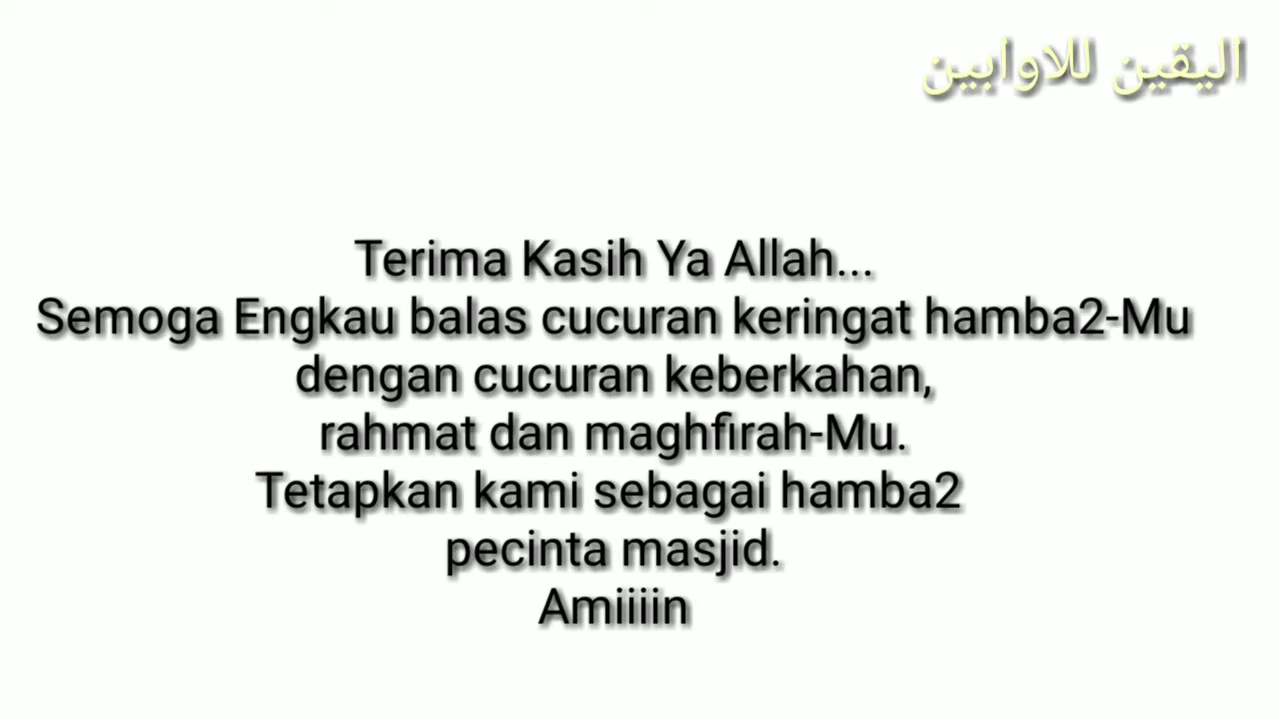 اليقين للاوابين
Terima Kasih Ya Allah...
Semoga Engkau balas cucuran keringat hamba2-Mu
dengan cucuran keberkahan,
rahmat dan maghfirah-Mu.
Tetapkan kami sebagai hamba2
pecinta masjid.
Amiiiin